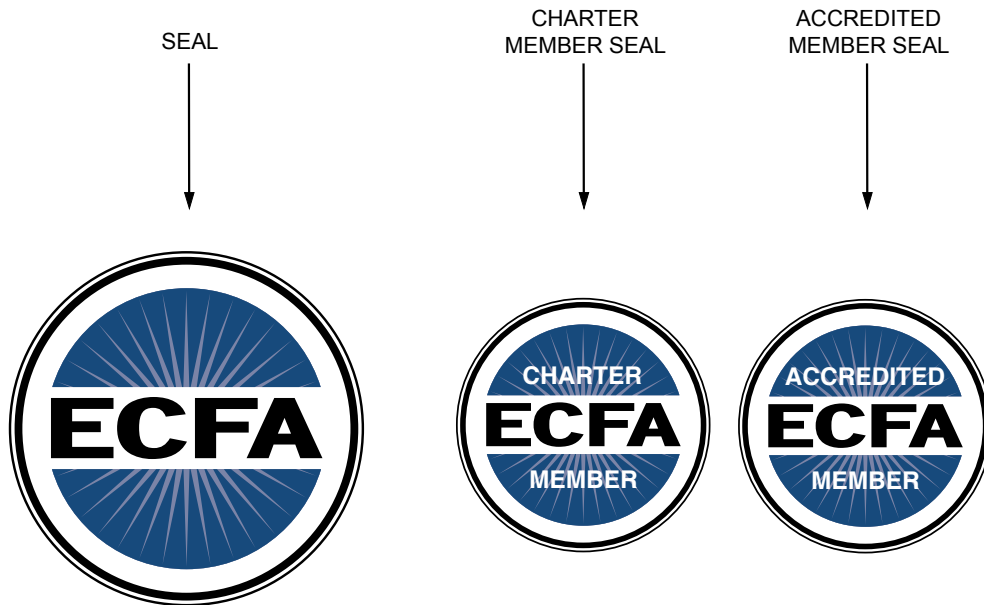 SEAL
CHARTER
MEMBER SEAL
ACCREDITED
MEMBER SEAL
ECFA
CHARTER
ECFA
MEMBER
ACCREDITED
ECFA
MEMBER